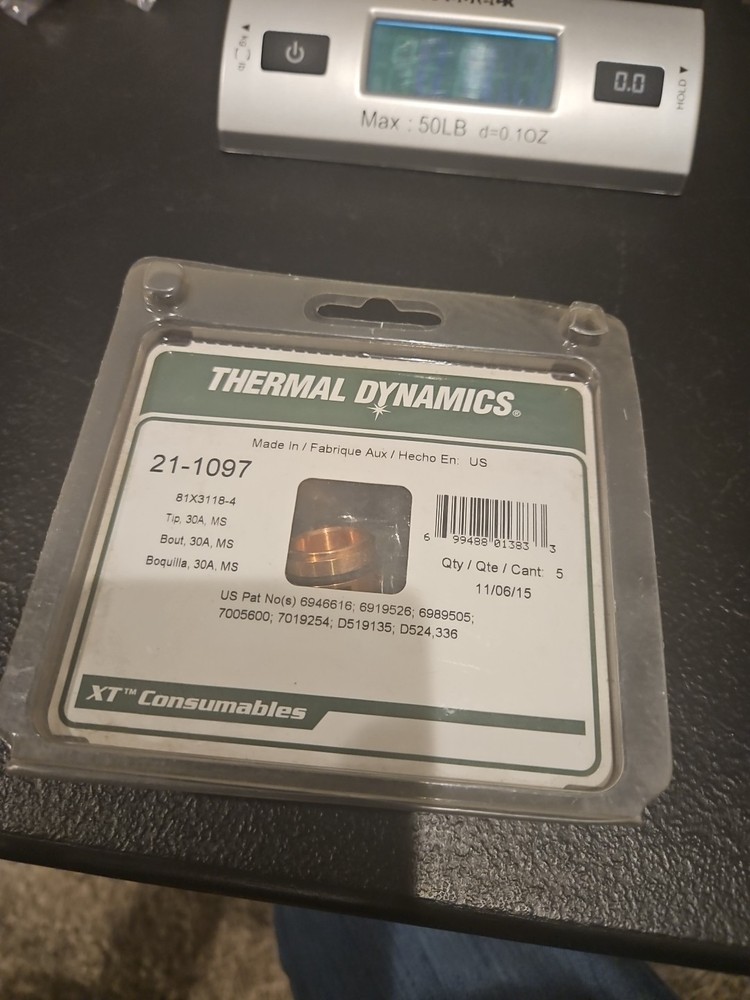 Max : 50LB d=0.1OZ
0.0
HOLD ▲
THERMAL DYNAMICS®
Made In / Fabrique Aux / Hecho En: US
21-1097
81X3118-4
Tip, 30A, MS
Bout, 30A, MS
Boquilla, 30A, MS
6 99488 01383 3
Qty / Qte / Cant: 5
11/06/15
US Pat No(s) 6946616; 6919526; 6989505;
7005600; 7019254; D519135; D524,336
XT™ Consumables